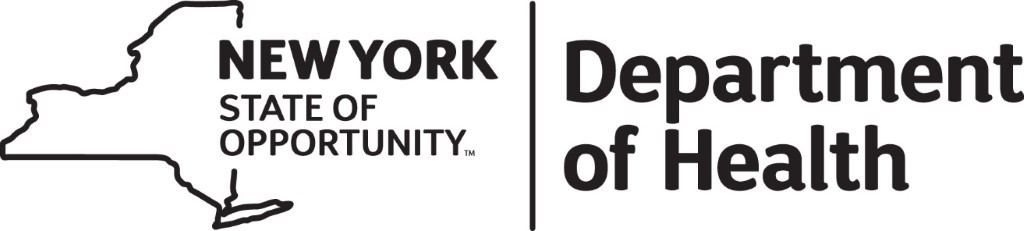 NEW YORK
STATE OF
OPPORTUNITY™
Department
of Health